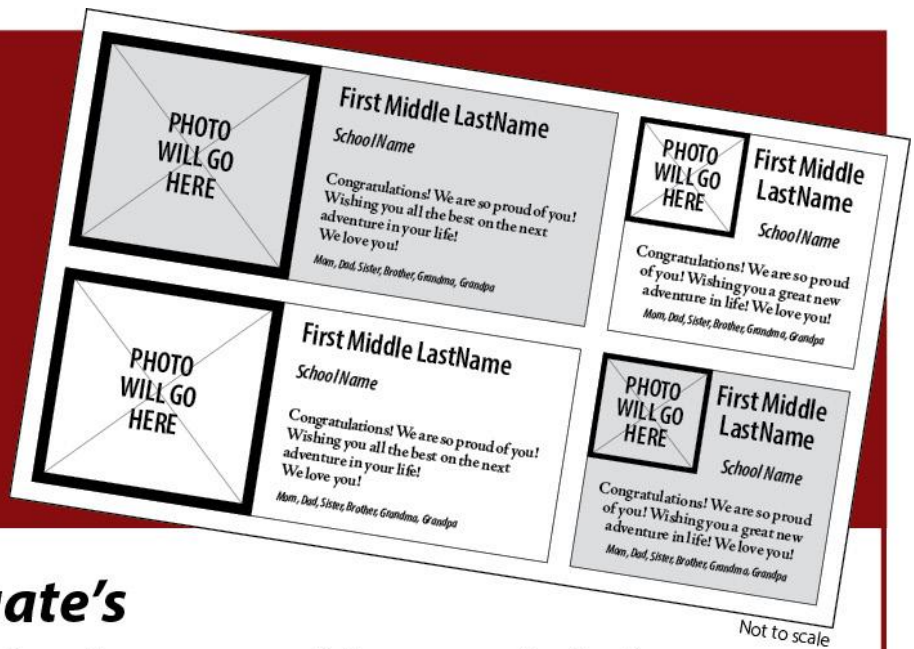 PHOTO
WILL GO
HERE
First Middle LastName
SchoolName
Congratulations! We are so proud of you!
Wishing you all the best on the next
adventure in your life!
We love you!
Mom, Dad, Sister, Brother, Grandma, Grandpa
PHOTO
WILL GO
HERE
First Middle
LastName
SchoolName
Congratulations! We are so proud
of you! Wishing you a great new
adventure in life! We love you!
Mom, Dad, Sister, Brother, Grandma, Grandpa
PHOTO
WILL GO
HERE
First Middle LastName
SchoolName
Congratulations! We are so proud of you!
Wishing you all the best on the next
adventure in your life!
We love you!
Mom, Dad, Sister, Brother, Grandma, Grandpa
PHOTO
WILL GO
HERE
First Middle
LastName
School Name
Congratulations! We are so proud
of you! Wishing you a great new
adventure in life! We love you!
Mom, Dad, Sister, Brother, Grandma, Grandpa
Not to scale
uate's